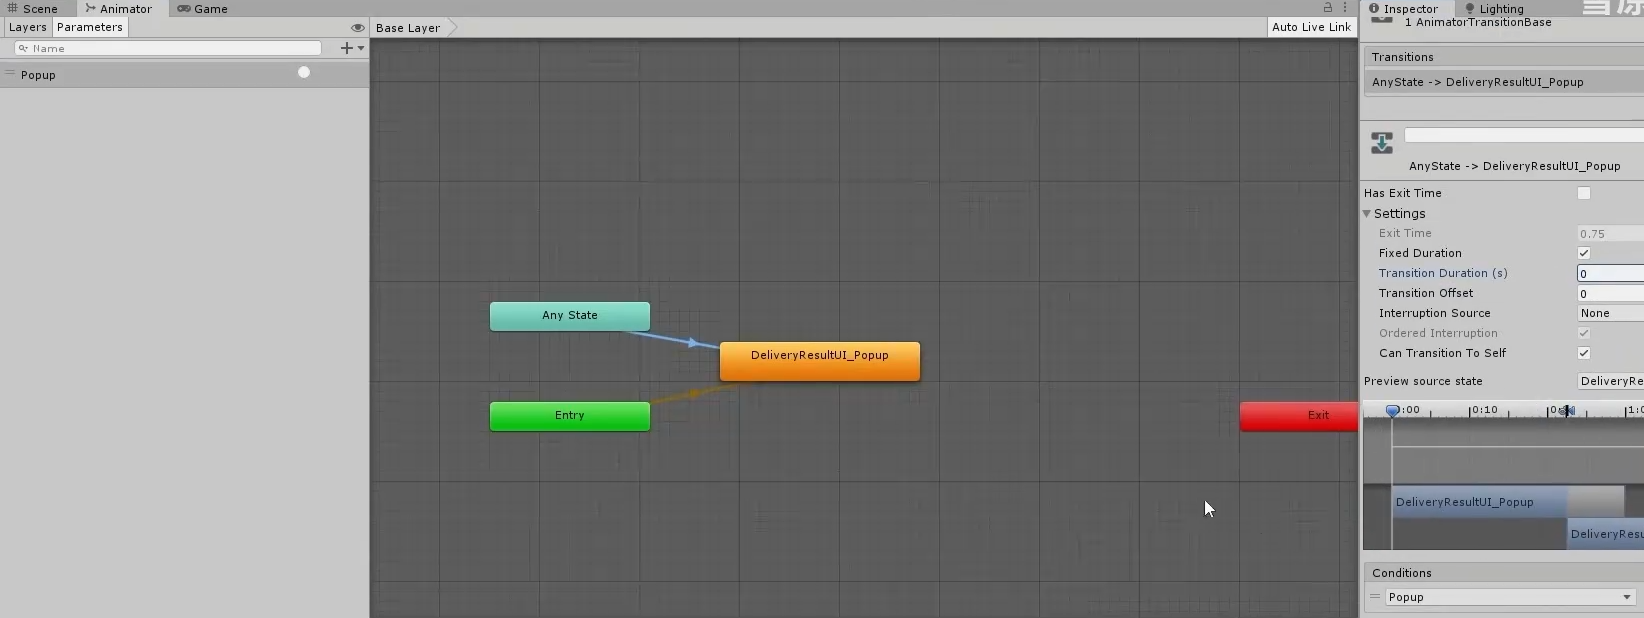 Scene Animator Game
Layers Parameters
Base Layer
Auto Live Link
Name
Popup
Any State
DeliveryResultUI_Popup
Entry
Exit
Inspector Lighting
1 AnimatorTransitionBase
Transitions
AnyState -> DeliveryResultUI_Popup
AnyState -> DeliveryResultUI_Popup
Has Exit Time
Settings
Exit Time 0.75
Fixed Duration
Transition Duration (s) 0
Transition Offset 0
Interruption Source None
Ordered Interruption
Can Transition To Self
Preview source state DeliveryRe
:00 0:10 1:0
DeliveryResultUI_Popup
DeliveryResu
Conditions
Popup